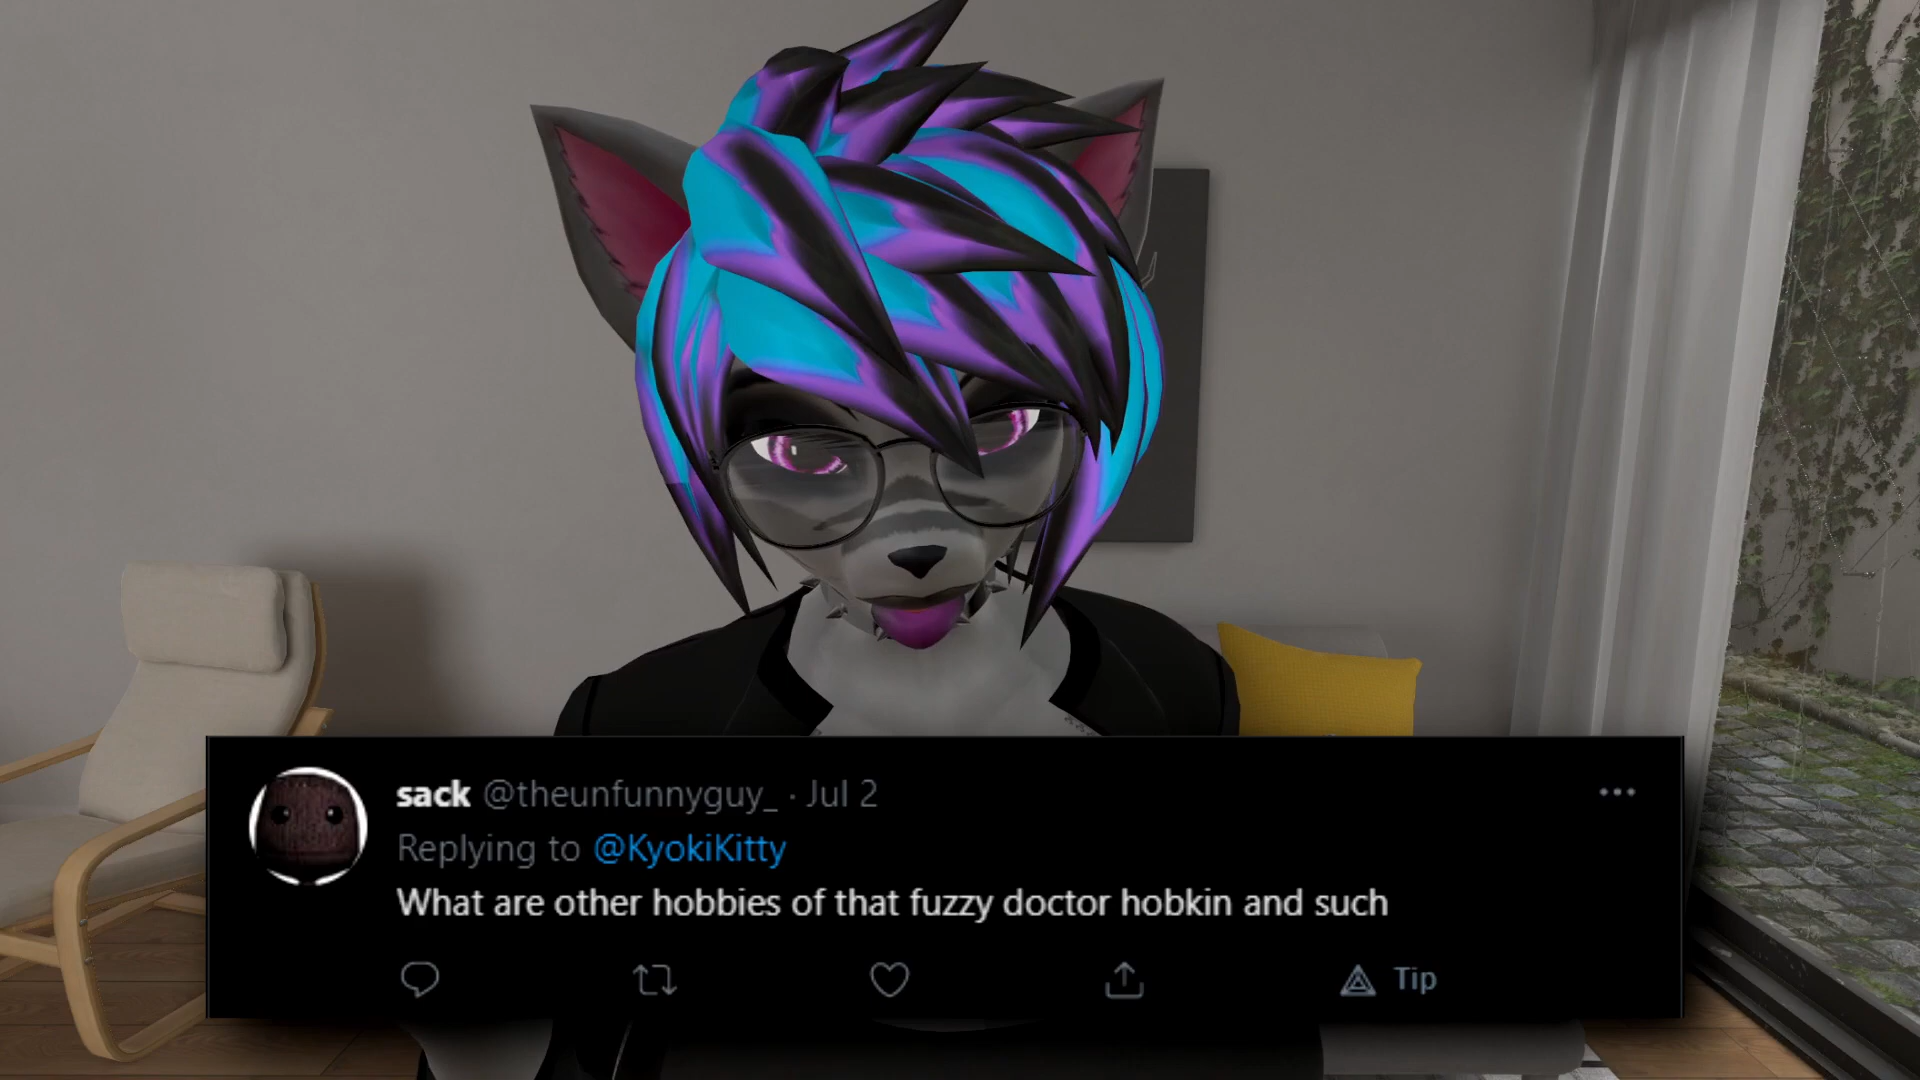 sack @theunfunnyguy_ · Jul 2
Replying to @KyokiKitty
What are other hobbies of that fuzzy doctor hobkin and such
Tip